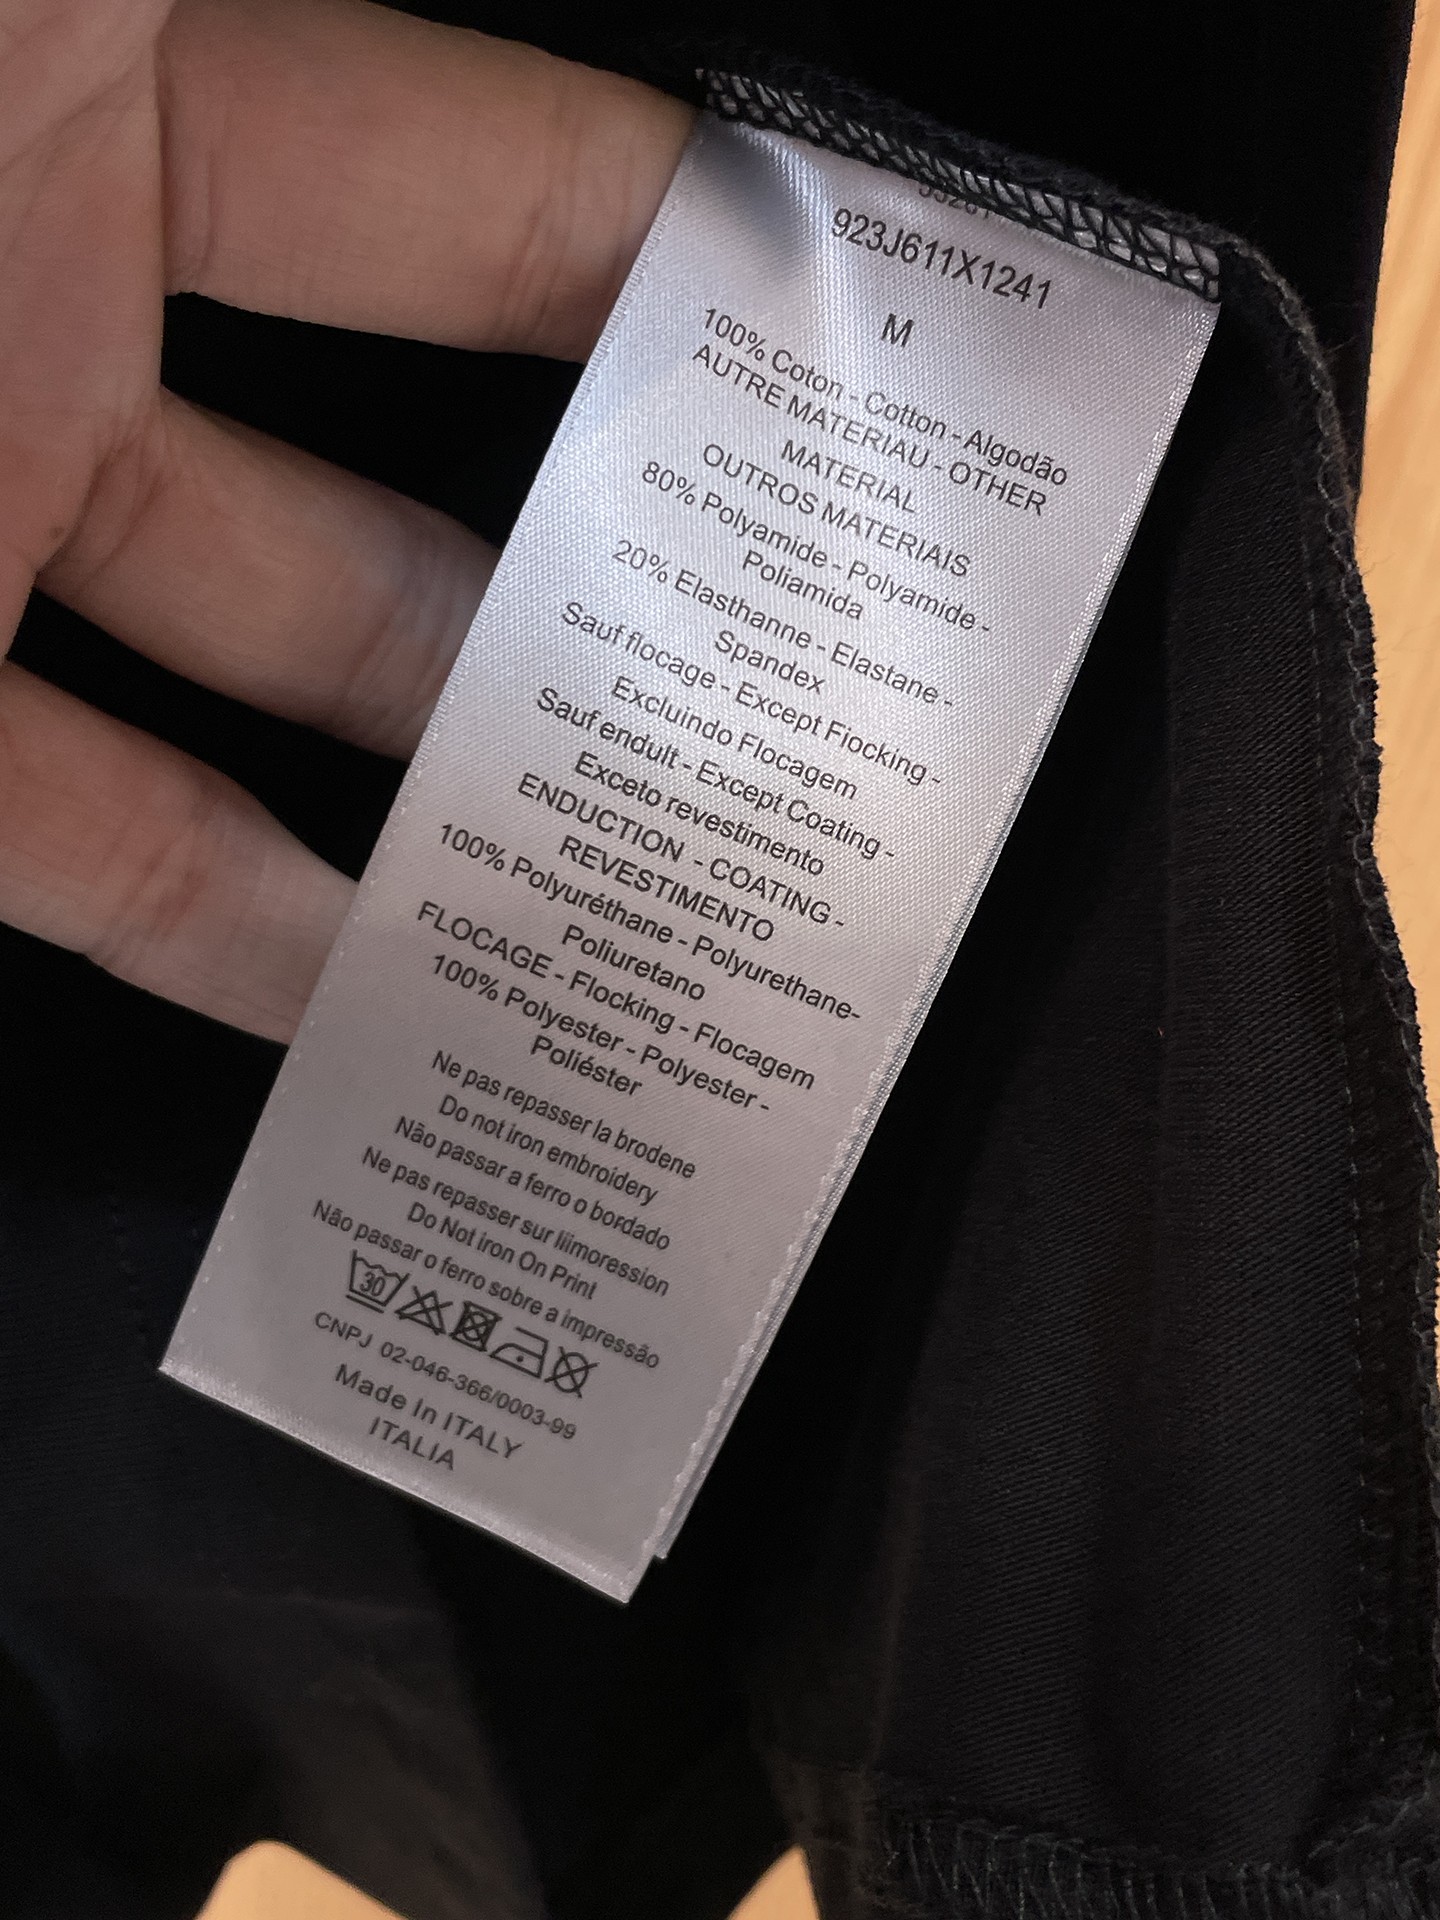 923J611X1241
M
100% Coton - Cotton - Algodão
AUTRE MATERIAU - OTHER
MATERIAL
OUTROS MATERIAIS
80% Polyamide - Polyamide -
Poliamida
20% Elasthanne - Elastane -
Spandex
Sauf flocage - Except Fiocking -
Excluindo Flocagem
Sauf enduit - Except Coating -
Exceto revestimento
ENDUCTION - COATING -
REVESTIMENTO
100% Polyuréthane - Polyurethane-
Poliuretano
FLOCAGE - Flocking - Flocagem
100% Polyester - Polyester -
Poliéster
Ne pas repasser la brodene
Do not iron embroidery
Não passar a ferro o bordado
Ne pas repasser sur liimoression
Do Not iron On Print
Não passar o ferro sobre a impressão
30
CNPJ 02-046-366/0003-99
Made In ITALY
ITALIA